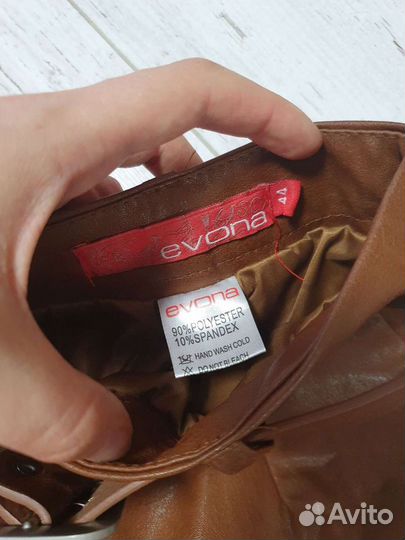 evona
44
evona
90%POLYESTER
10%SPANDEX
HAND WASH COLD
DO NOT BLEACH
Avito